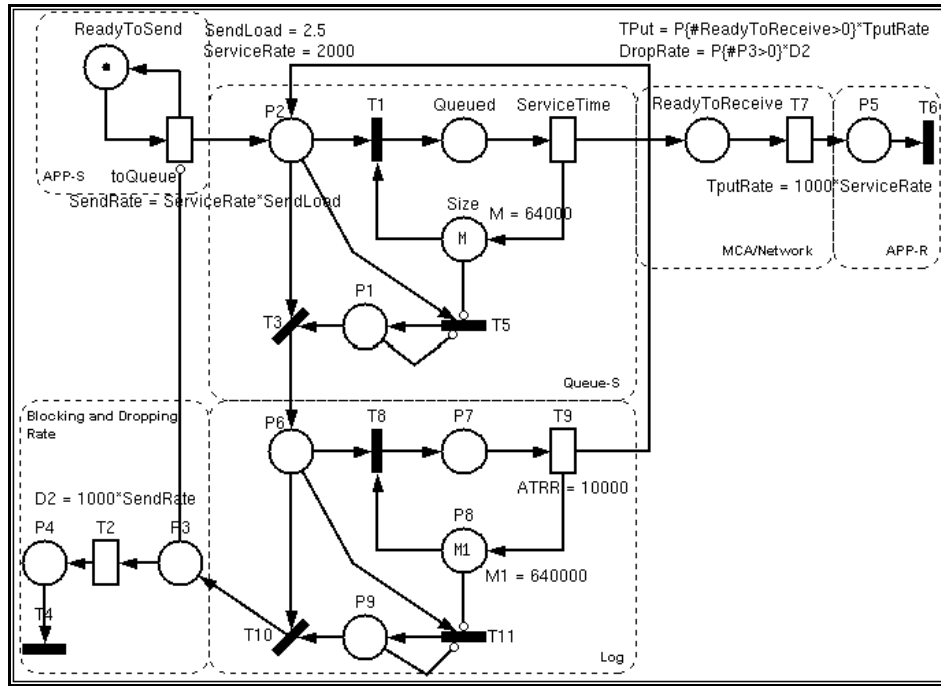 SendLoad = 2.5
ServiceRate = 2000
TPut = P{#ReadyToReceive>0}*TputRate
DropRate = P{#P3>0}*D2
ReadyToSend
P2
T1
Queued
ServiceTime
ReadyToReceive
T7
P5
T6
APP-S
toQueue
SendRate = ServiceRate*SendLoad
TputRate = 1000*ServiceRate
Size
M = 64000
M
MCA/Network
APP-R
P1
T3
T5
Queue-S
Blocking and Dropping
Rate
P6
T8
P7
T9
ATRR = 10000
D2 = 1000*SendRate
P4
T2
P3
P8
M1
M1 = 640000
T4
P9
T10
T11
Log